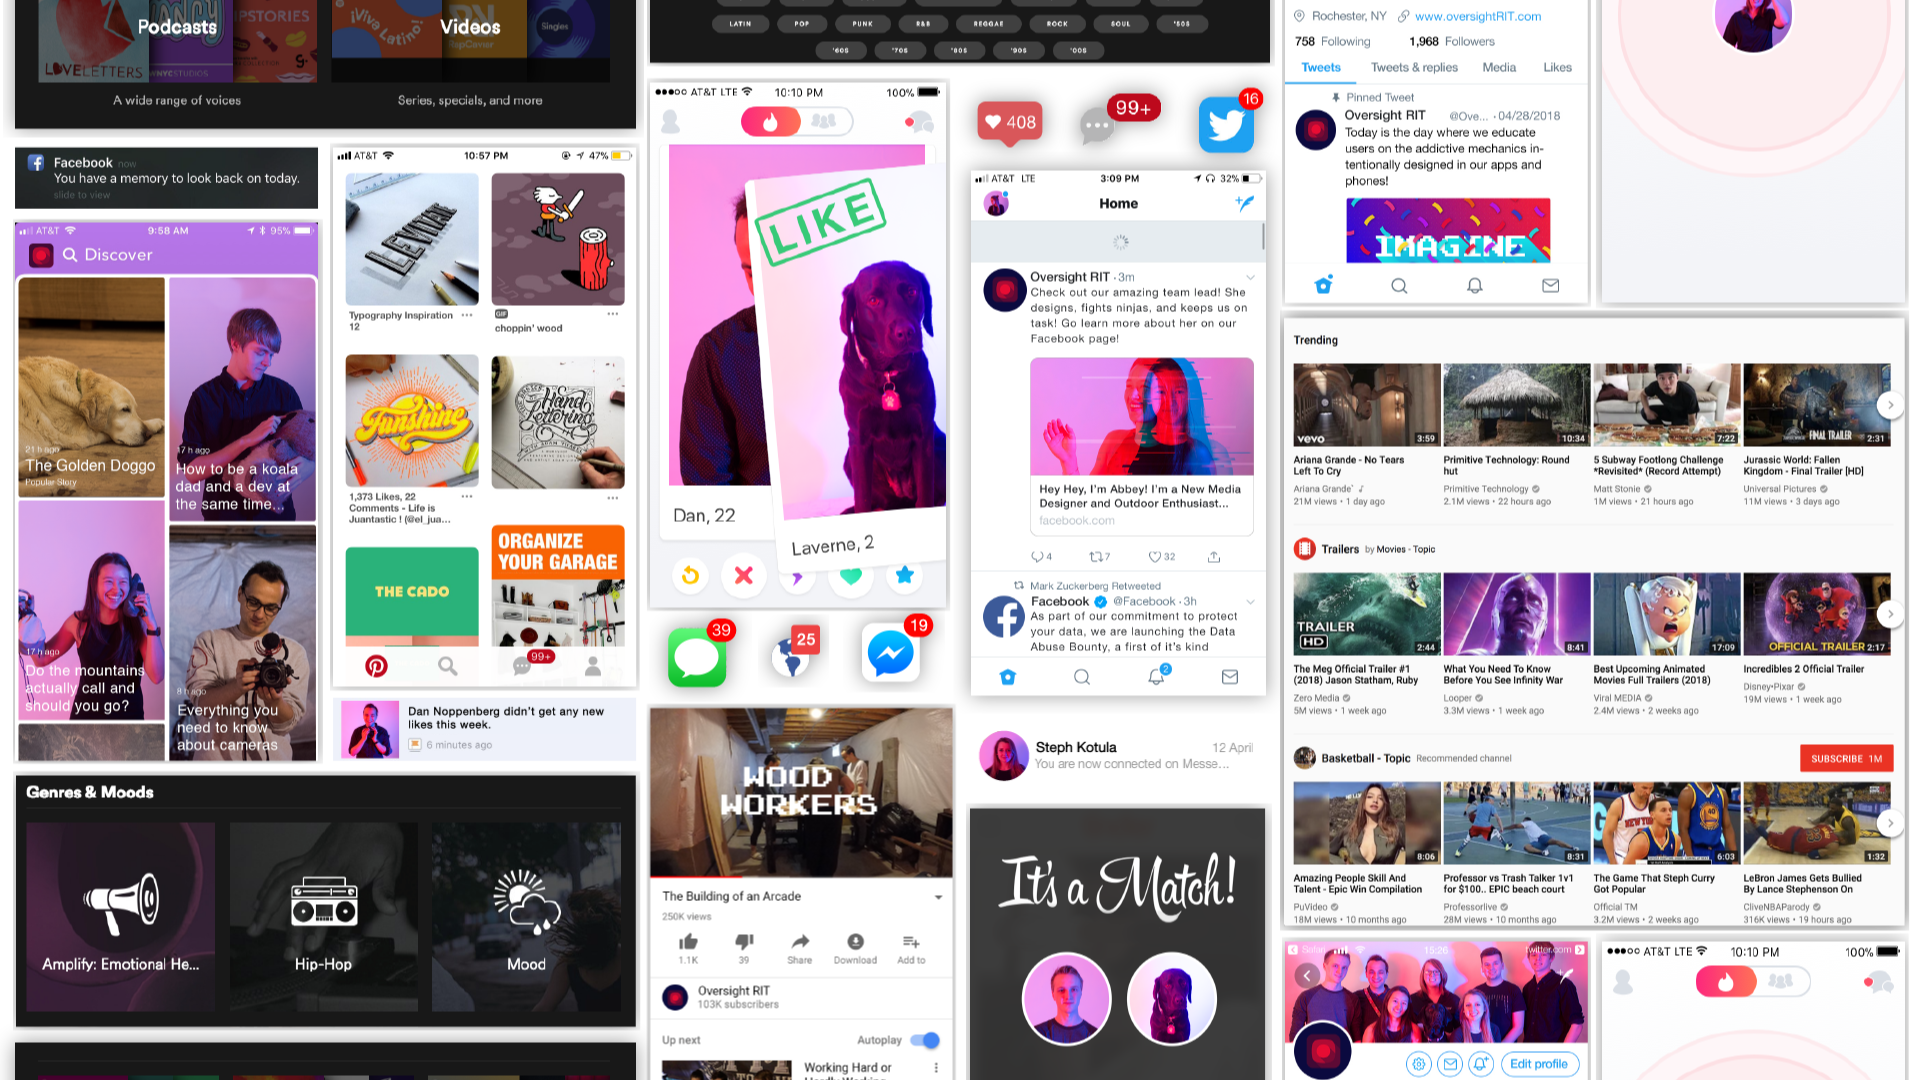 Podcasts
A wide range of voices
LOVELETTERS
WNYCSTUDIOS
¡Viva Latino!
Videos
RapCaviar
Singles
Series, specials, and more
Facebook now
You have a memory to look back on today.
slide to view
AT&T
9:58 AM
95%
Discover
21 h ago
The Golden Doggo
Popular Story
17 h ago
How to be a koala
dad and a dev at
the same time...
17 h ago
Do the mountains
actually call and
should you go?
8 h ago
Everything you
need to know
about cameras
AT&T
10:57 PM
47%
Typography Inspiration
12
GIF
choppin' wood
Funshine
1,373 Likes, 22
Comments - Life is
Juantastic ! (@el_jua...
Hand
Lettering
THE CADO
ORGANIZE
YOUR GARAGE
99+
Dan Noppenberg didn't get any new
likes this week.
6 minutes ago
Genres & Moods
Amplify: Emotional He...
Hip-Hop
Mood
LATIN
POP
PUNK
R&B
REGGAE
ROCK
SOUL
'50S
'60S
'70S
'80S
'90S
'00S
AT&T LTE
10:10 PM
100%
LIKE
Dan, 22
Laverne, 2
39
25
19
WOOD
WORKERS
The Building of an Arcade
250K views
1.1K
39
Share
Download
Add to
Oversight RIT
103K subscribers
Up next
Autoplay
Working Hard or
Hardly Working
408
99+
16
AT&T LTE
3:09 PM
32%
Home
Oversight RIT · 3m
Check out our amazing team lead! She
designs, fights ninjas, and keeps us on
task! Go learn more about her on our
Facebook page!
Hey Hey, I'm Abbey! I'm a New Media
Designer and Outdoor Enthusiast...
facebook.com
4
7
32
Mark Zuckerberg Retweeted
Facebook @Facebook · 3h
As part of our commitment to protect
your data, we are launching the Data
Abuse Bounty, a first of it's kind
2
Steph Kotula
12 April
You are now connected on Messe...
It's a Match!
Rochester, NY
www.oversightRIT.com
758 Following
1,968 Followers
Tweets
Tweets & replies
Media
Likes
Pinned Tweet
Oversight RIT @Ove... · 04/28/2018
Today is the day where we educate
users on the addictive mechanics in-
tentionally designed in our apps and
phones!
IMAGINE
Trending
vevo
3:59
10:34
7:22
FINAL TRAILER
2:31
Ariana Grande - No Tears
Left To Cry
Ariana Grande
21M views • 1 day ago
Primitive Technology: Round
hut
Primitive Technology
2.1M views • 22 hours ago
5 Subway Footlong Challenge
*Revisited* (Record Attempt)
Matt Stonie
1M views • 21 hours ago
Jurassic World: Fallen
Kingdom - Final Trailer [HD]
Universal Pictures
11M views • 3 days ago
Trailers by Movies - Topic
TRAILER
HD
2:44
8:41
17:09
OFFICIAL TRAILER 2:17
The Meg Official Trailer #1
(2018) Jason Statham, Ruby
Zero Media
5M views • 1 week ago
What You Need To Know
Before You See Infinity War
Looper
3.3M views • 1 week ago
Best Upcoming Animated
Movies Full Trailers (2018)
Viral MEDIA
2.4M views • 2 weeks ago
Incredibles 2 Official Trailer
Disney•Pixar
19M views • 1 week ago
Basketball - Topic Recommended channel
SUBSCRIBE 1M
8:06
8:31
NEW YORK
6:03
1:32
Amazing People Skill And
Talent - Epic Win Compilation
PuVideo
18M views • 10 months ago
Professor vs Trash Talker 1v1
for $100.. EPIC beach court
Professorlive
28M views • 10 months ago
The Game That Steph Curry
Got Popular
Official TM
3.2M views • 2 weeks ago
LeBron James Gets Bullied
By Lance Stephenson On
CliveNBAParody
316K views • 19 hours ago
Safari
15:26
twitter.com
Edit profile
AT&T LTE
10:10 PM
100%